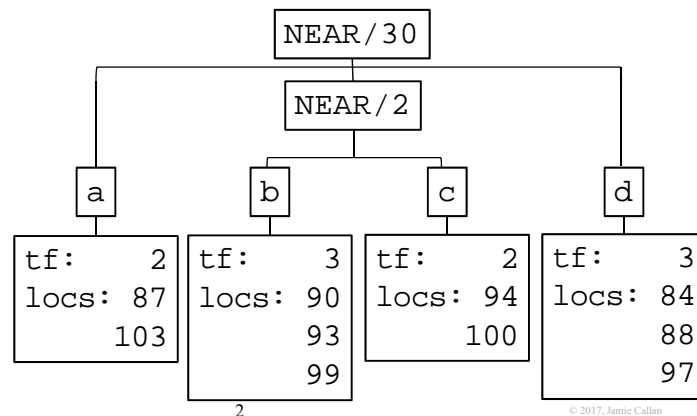 NEAR/30
NEAR/2
a
b
c
d
tf: 2
locs: 87
103
tf: 3
locs: 90
93
99
tf: 2
locs: 94
100
tf: 3
locs: 84
88
97
2
© 2017, Jamie Callan